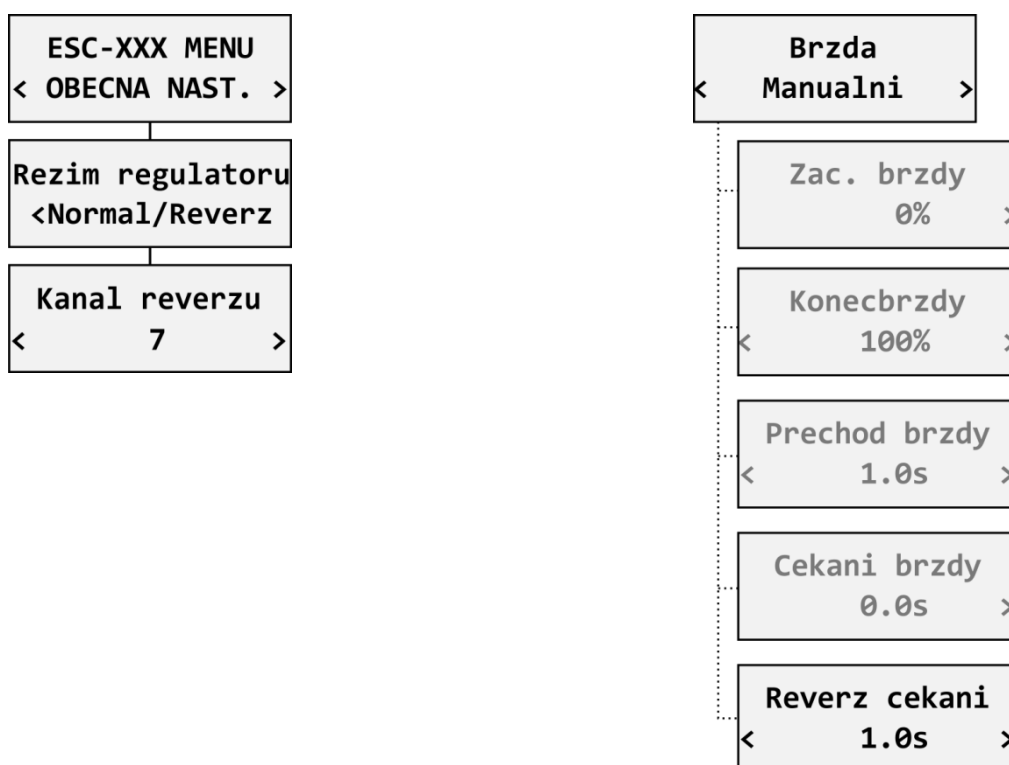 ESC-XXX MENU
< OBECNA NAST. >
Rezim regulatoru
<Normal/Reverz
Kanal reverzu
< 7 >
Brzda
< Manualni >
Zac. brzdy
0% >
Konecbrzdy
< 100% >
Prechod brzdy
< 1.0s >
Cekani brzdy
0.0s >
Reverz cekani
< 1.0s >